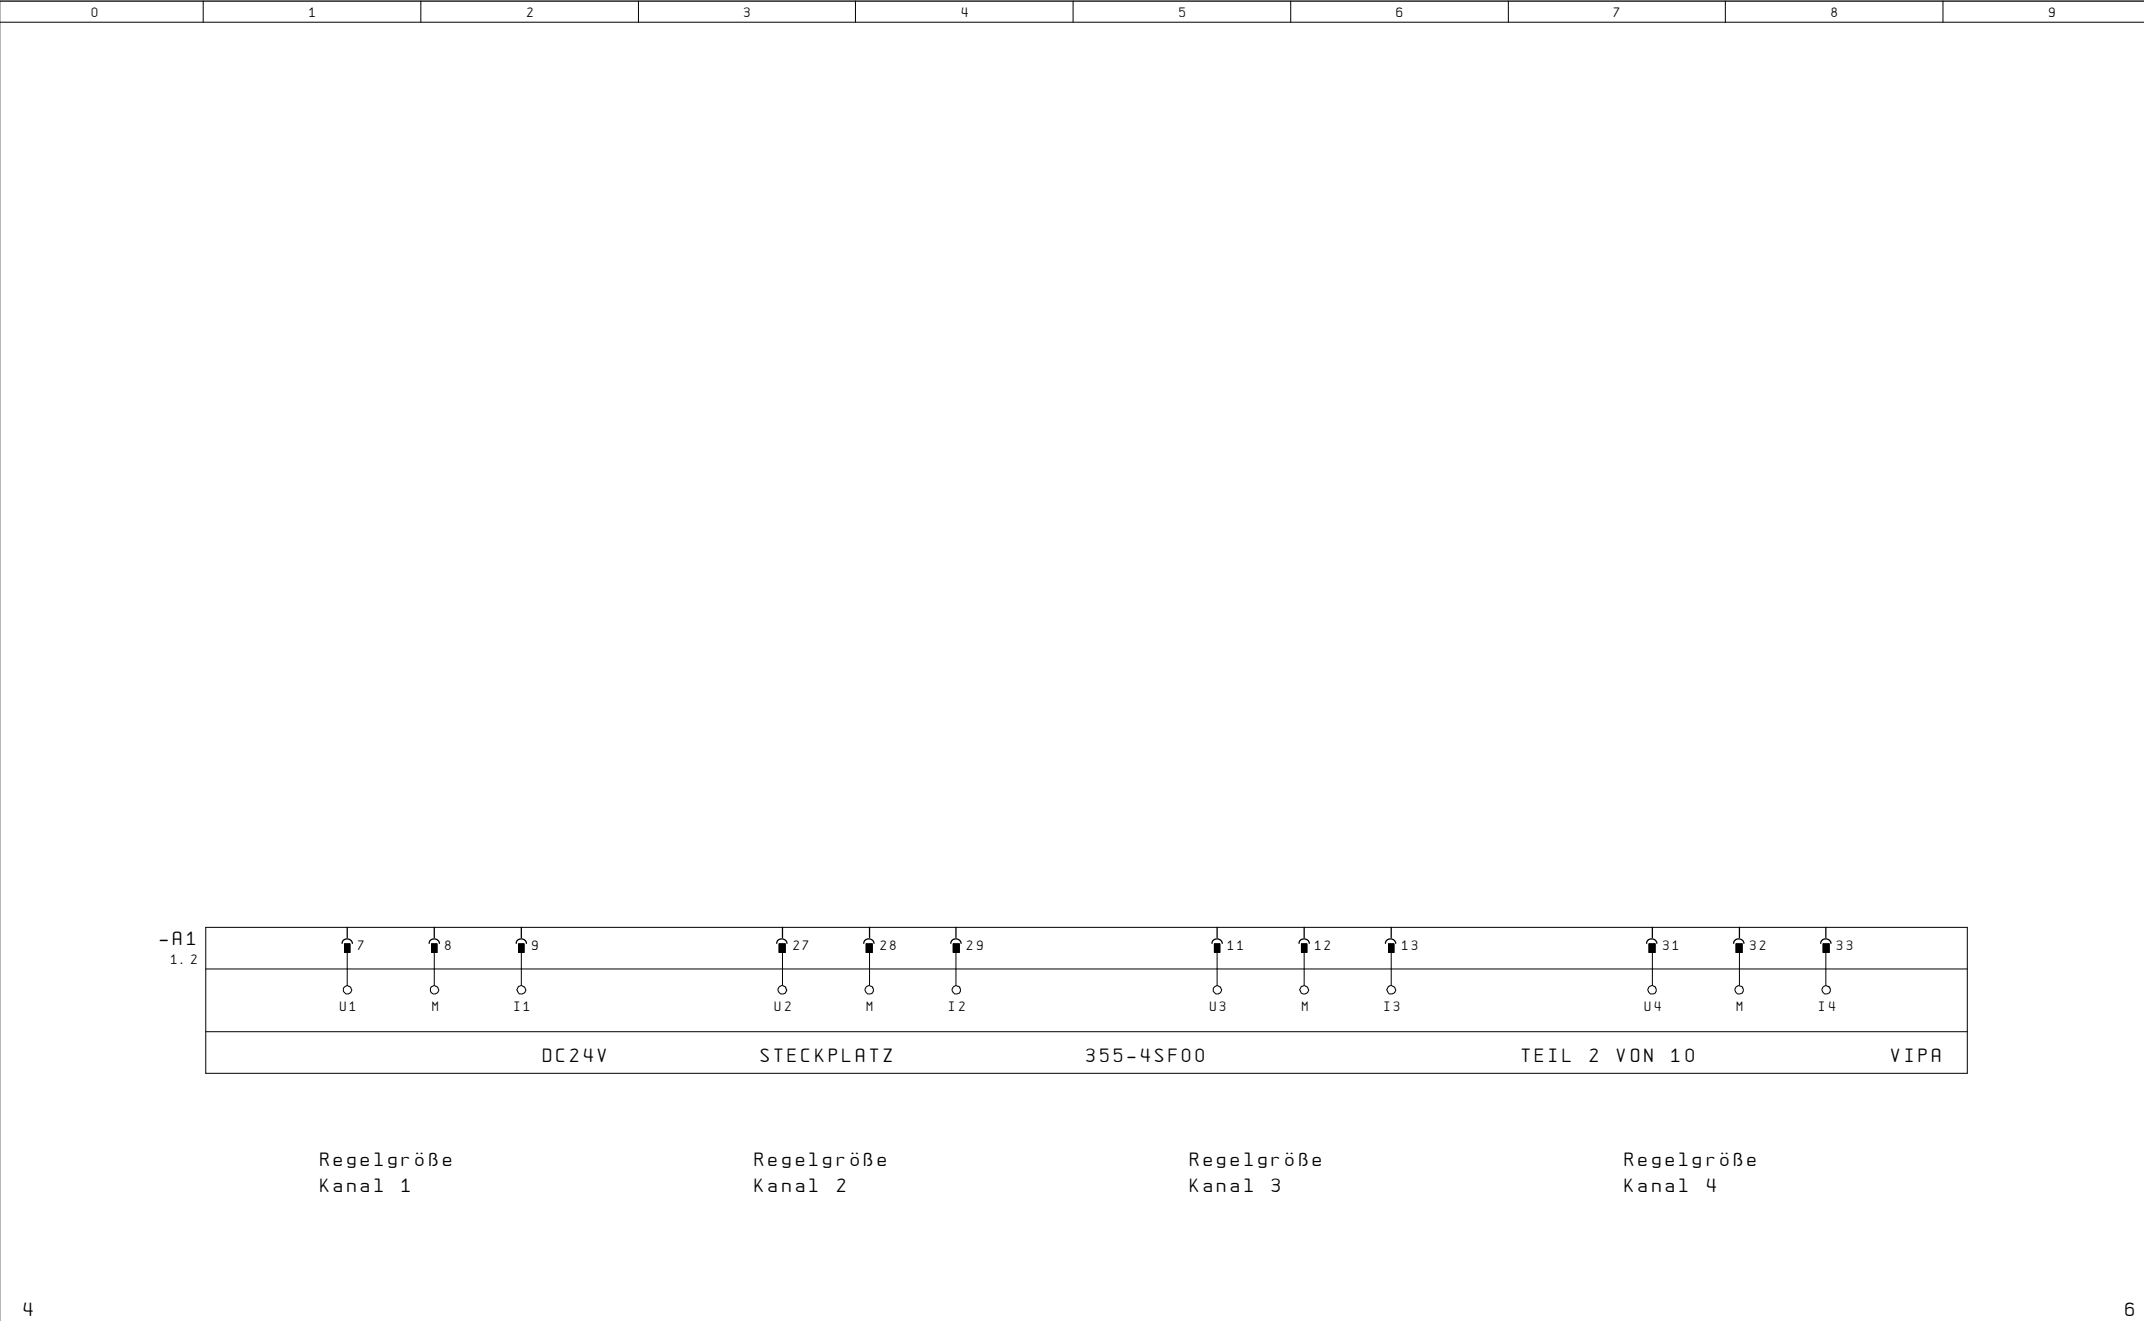 0 1 2 3 4 5 6 7 8 9
-A1 7 8 9 27 28 29 11 12 13 31 32 33
1.2
U1 M I1 U2 M I2 U3 M I3 U4 M I4
DC24V STECKPLATZ 355-4SF00 TEIL 2 VON 10 VIPA
Regelgröße Regelgröße Regelgröße Regelgröße
Kanal 1 Kanal 2 Kanal 3 Kanal 4
4 6